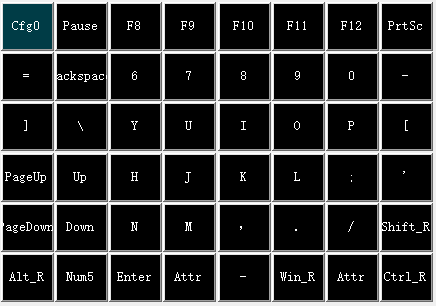 Cfg0 Pause F8 F9 F10 F11 F12 PrtSc
= ackspac 6 7 8 9 0 -
] \ Y U I O P [
PageUp Up H J K L ; '
PageDown Down N M , . / Shift_R
Alt_R Num5 Enter Attr - Win_R Attr Ctrl_R